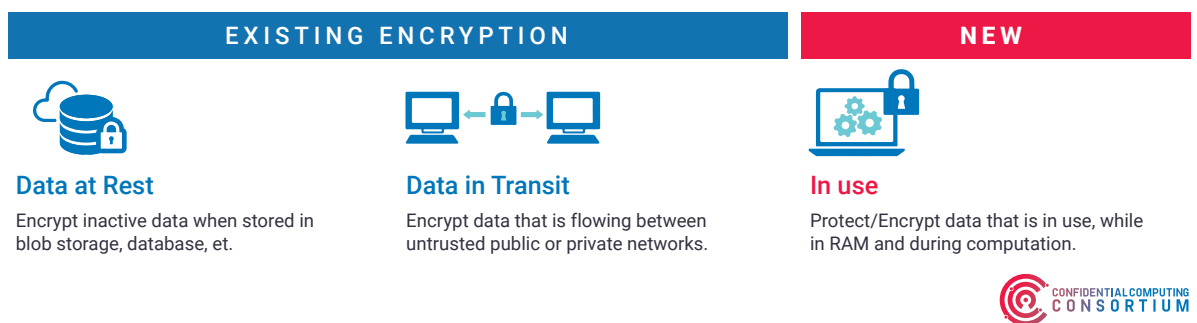 EXISTING ENCRYPTION
NEW
Data at Rest
Encrypt inactive data when stored in
blob storage, database, et.
Data in Transit
Encrypt data that is flowing between
untrusted public or private networks.
In use
Protect/Encrypt data that is in use, while
in RAM and during computation.
CONFIDENTIAL COMPUTING
CONSORTIUM